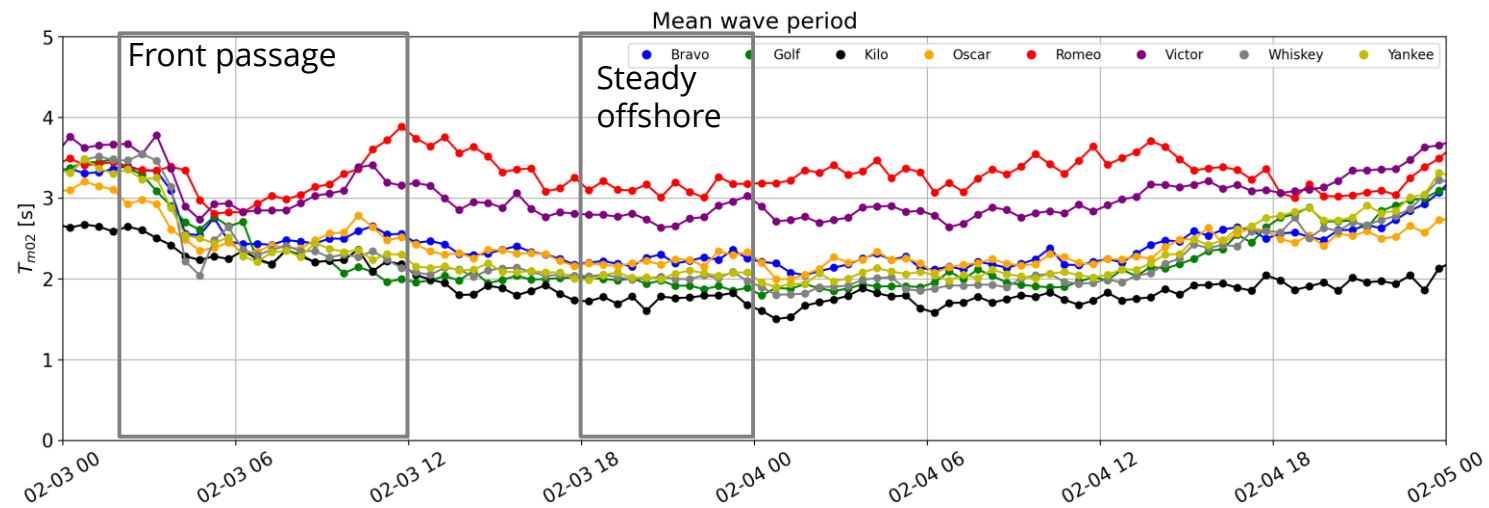 Mean wave period
Front passage
Bravo Golf Kilo Oscar Romeo Victor Whiskey Yankee
Steady
offshore
5
4
3
2
1
0
Tm02 [s]
02-03 00 02-03 06 02-03 12 02-03 18 02-04 00 02-04 06 02-04 12 02-04 18 02-05 00